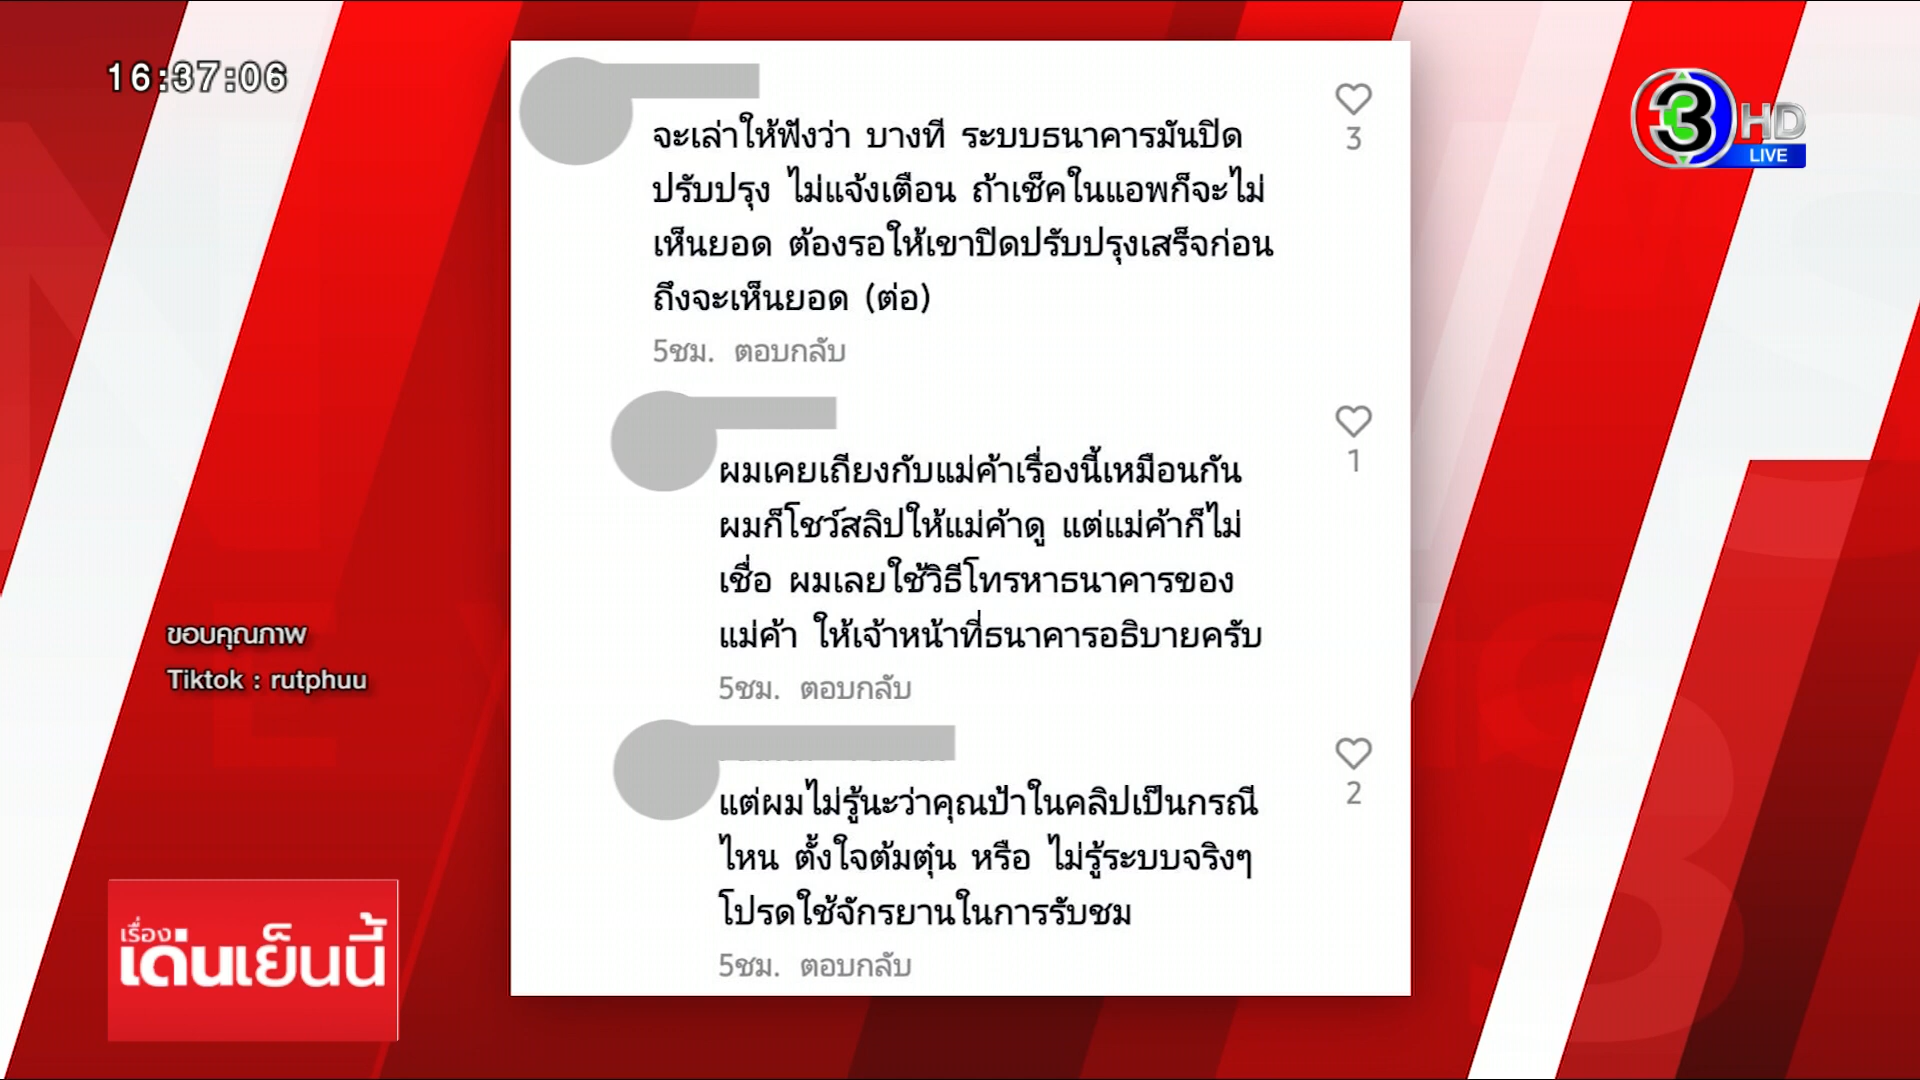 16:37:06
3 HD
LIVE
จะเล่าให้ฟังว่า บางที ระบบธนาคารมันปิด
ปรับปรุง ไม่แจ้งเตือน ถ้าเช็คในแอพก็จะไม่
เห็นยอด ต้องรอให้เขาปิดปรับปรุงเสร็จก่อน
ถึงจะเห็นยอด (ต่อ)
3
5ชม. ตอบกลับ
ผมเคยเถียงกับแม่ค้าเรื่องนี้เหมือนกัน
ผมก็โชว์สลิปให้แม่ค้าดู แต่แม่ค้าก็ไม่
เชื่อ ผมเลยใช้วิธีโทรหาธนาคารของ
แม่ค้า ให้เจ้าหน้าที่ธนาคารอธิบายครับ
1
5ชม. ตอบกลับ
แต่ผมไม่รู้นะว่าคุณป้าในคลิปเป็นกรณี
ไหน ตั้งใจต้มตุ๋น หรือ ไม่รู้ระบบจริงๆ
โปรดใช้จักรยานในการรับชม
2
5ชม. ตอบกลับ
ขอบคุณภาพ
Tiktok : rutphuu
เรื่อง
เด่นเย็นนี้